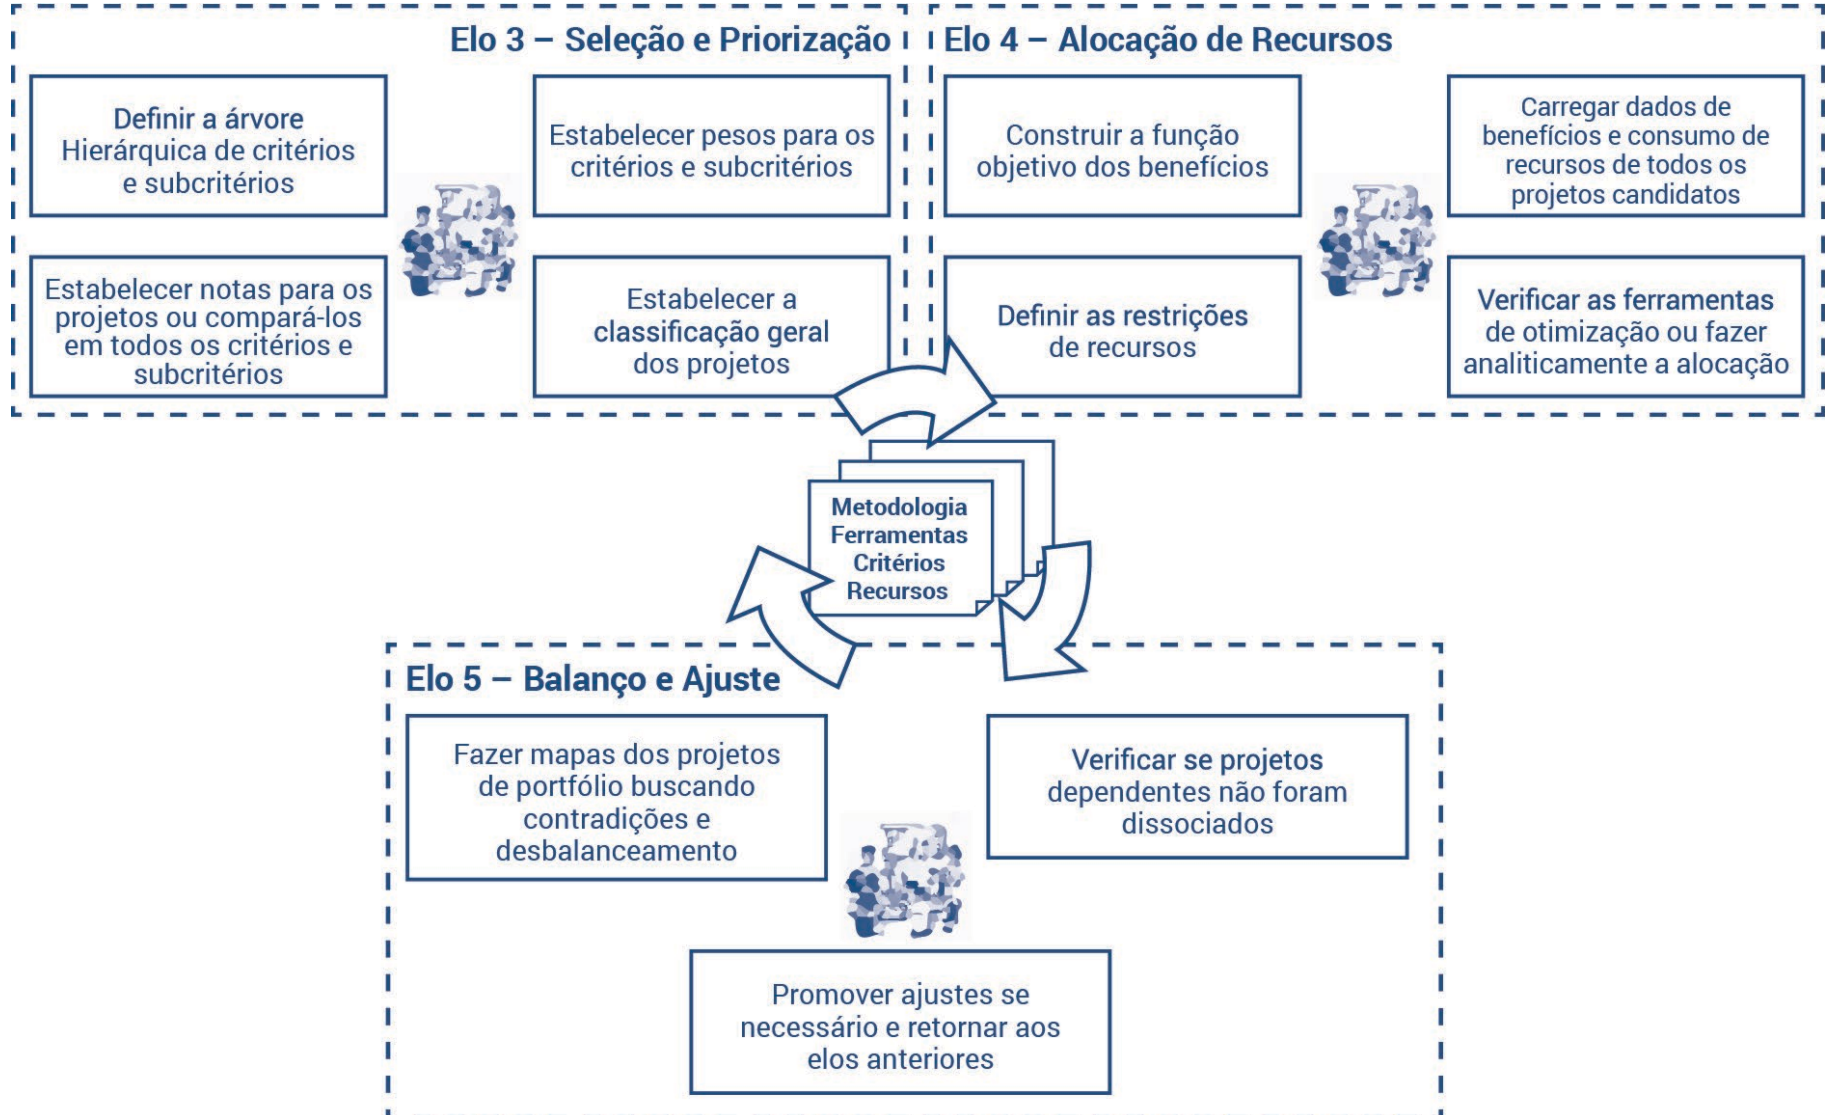 Elo 3 – Seleção e Priorização
Definir a árvore
Hierárquica de critérios
e subcritérios
Estabelecer pesos para os
critérios e subcritérios
Estabelecer notas para os
projetos ou compará-los
em todos os critérios e
subcritérios
Estabelecer a
classificação geral
dos projetos
Elo 4 – Alocação de Recursos
Construir a função
objetivo dos benefícios
Carregar dados de
benefícios e consumo de
recursos de todos os
projetos candidatos
Definir as restrições
de recursos
Verificar as ferramentas
de otimização ou fazer
analiticamente a alocação
Metodologia
Ferramentas
Critérios
Recursos
Elo 5 – Balanço e Ajuste
Fazer mapas dos projetos
de portfólio buscando
contradições e
desbalanceamento
Verificar se projetos
dependentes não foram
dissociados
Promover ajustes se
necessário e retornar aos
elos anteriores